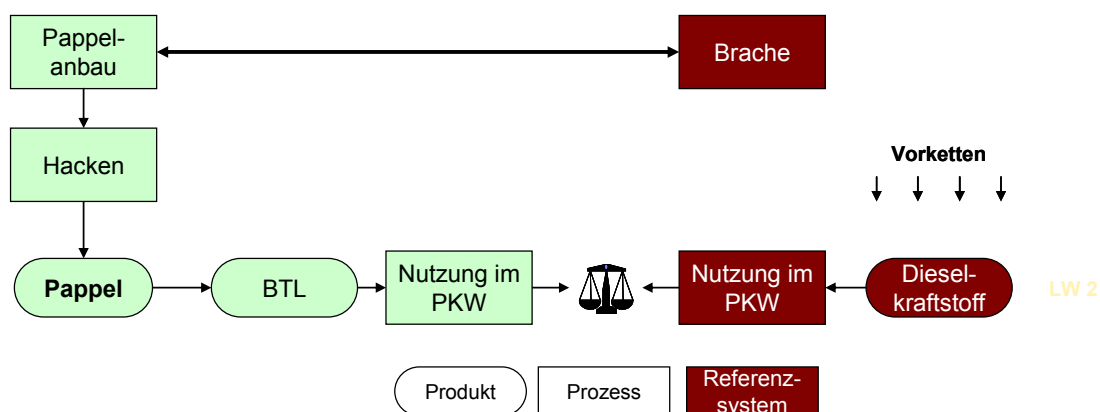 Pappel-
anbau
Brache
Hacken
Vorketten
Pappel
BTL
Nutzung im
PKW
Nutzung im
PKW
Diesel-
kraftstoff
LW 2
Produkt
Prozess
Referenz-
system